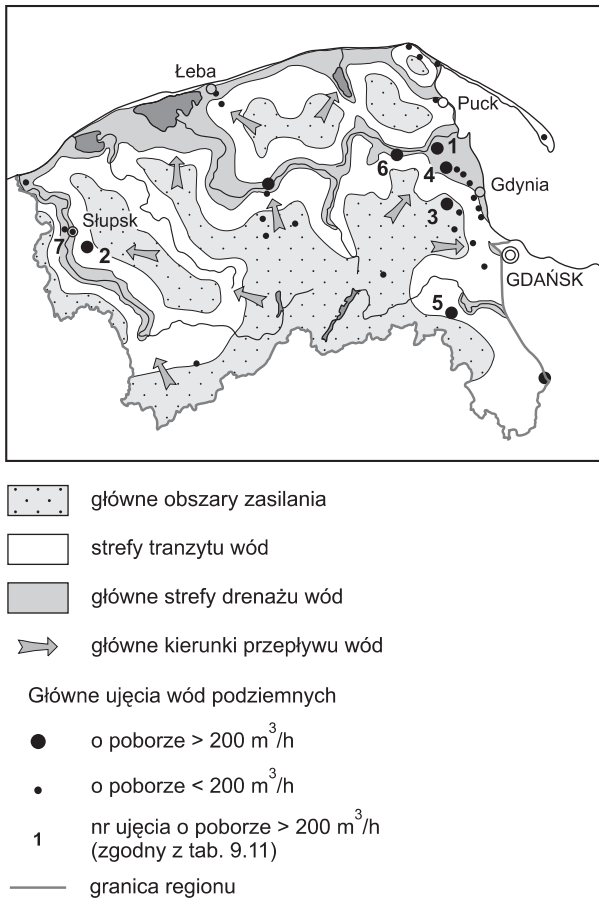 Łeba
Puck
1
6
4
Gdynia
3
Słupsk
7
2
GDAŃSK
5
główne obszary zasilania
strefy tranzytu wód
główne strefy drenażu wód
główne kierunki przepływu wód
Główne ujęcia wód podziemnych
o poborze > 200 m³/h
o poborze < 200 m³/h
1 nr ujęcia o poborze > 200 m³/h
(zgodny z tab. 9.11)
granica regionu